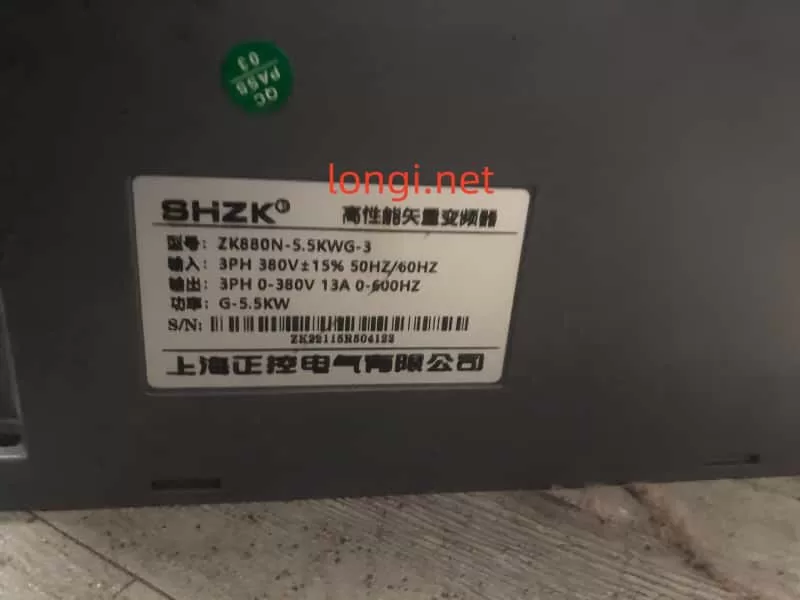 QC
PASS
03
longi.net
SHZK® 高性能矢量变频器
型号: ZK880N-5.5KWG-3
输入: 3PH 380V±15% 50HZ/60HZ
输出: 3PH 0-380V 13A 0-600HZ
功率: G-5.5KW
S/N:
ZK22115R504122
上海正控电气有限公司